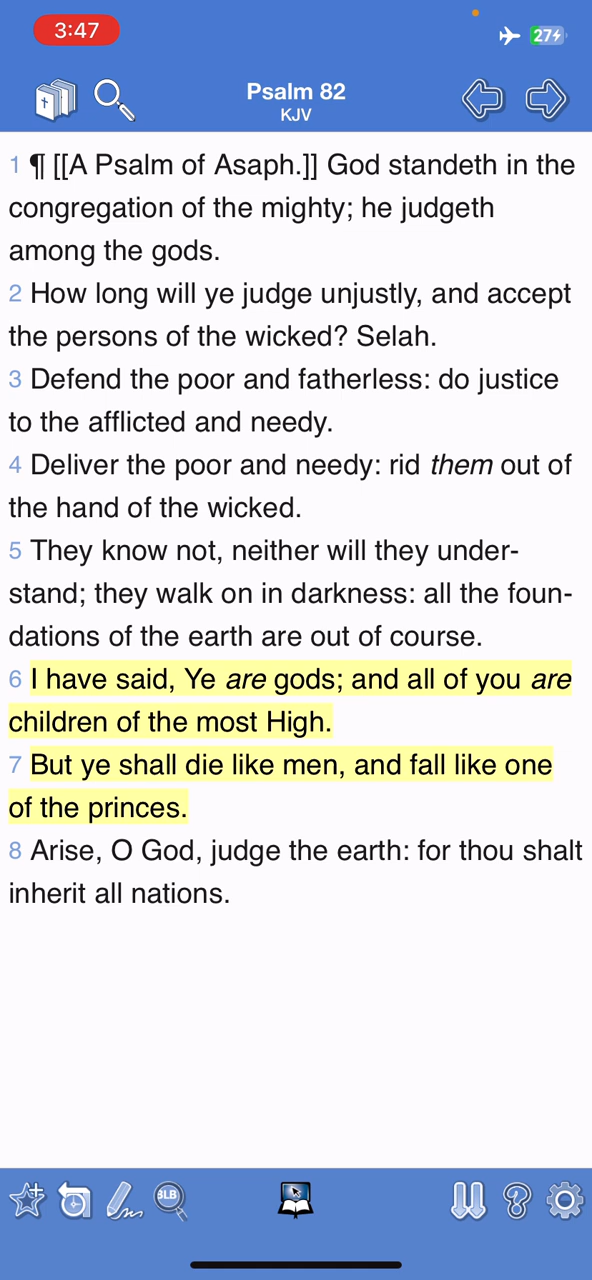 3:47
27
Psalm 82
KJV
1 ¶ [[A Psalm of Asaph.]] God standeth in the
congregation of the mighty; he judgeth
among the gods.
2 How long will ye judge unjustly, and accept
the persons of the wicked? Selah.
3 Defend the poor and fatherless: do justice
to the afflicted and needy.
4 Deliver the poor and needy: rid them out of
the hand of the wicked.
5 They know not, neither will they under-
stand; they walk on in darkness: all the foun-
dations of the earth are out of course.
6 I have said, Ye are gods; and all of you are
children of the most High.
7 But ye shall die like men, and fall like one
of the princes.
8 Arise, O God, judge the earth: for thou shalt
inherit all nations.
BLB